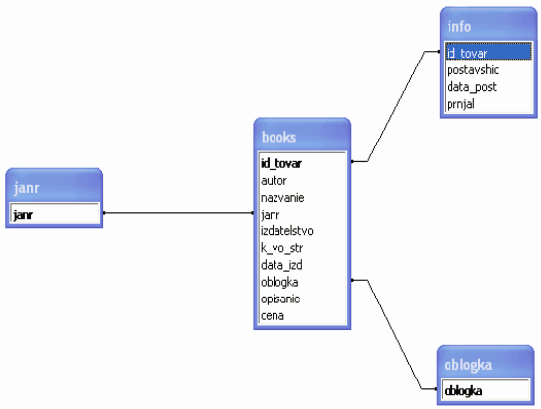 info
id_tovar
postavshic
data_post
prnjal
books
id_tovar
autor
nazvanie
janr
izdatelstvo
k_vo_str
data_izd
oblogka
opisanie
cena
janr
janr
oblogka
oblogka